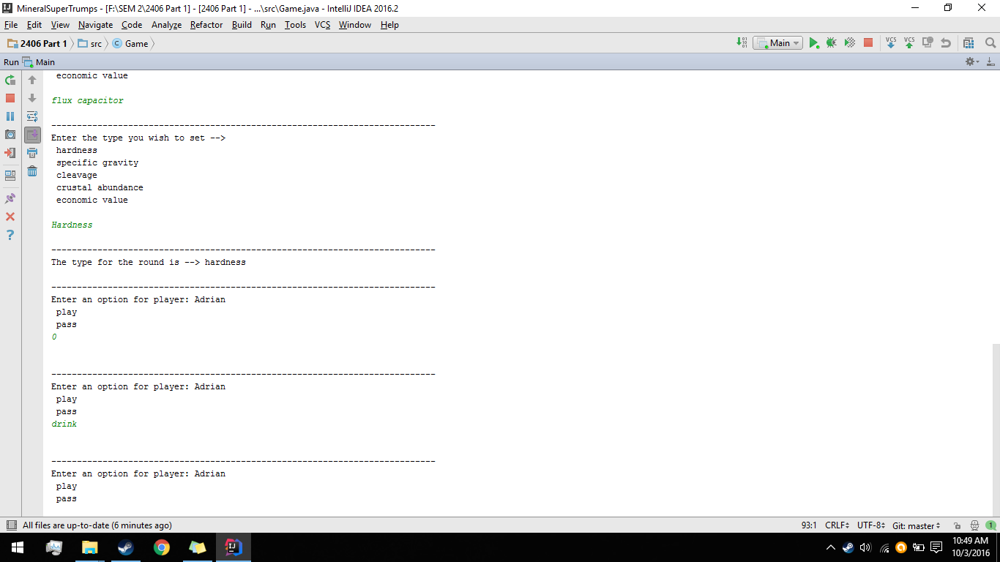 MineralSuperTrumps - [F:\SEM 2\2406 Part 1] - [2406 Part 1] - ...\src\Game.java - IntelliJ IDEA 2016.2
File Edit View Navigate Code Analyze Refactor Build Run Tools VCS Window Help
2406 Part 1 src Game Main VCS VCS
Run Main
economic value
flux capacitor
---------------------------------------------------------------------------
Enter the type you wish to set -->
hardness
specific gravity
cleavage
crustal abundance
economic value
Hardness
---------------------------------------------------------------------------
The type for the round is --> hardness
---------------------------------------------------------------------------
Enter an option for player: Adrian
play
pass
0
---------------------------------------------------------------------------
Enter an option for player: Adrian
play
pass
drink
---------------------------------------------------------------------------
Enter an option for player: Adrian
play
pass
All files are up-to-date (6 minutes ago) 93:1 CRLF UTF-8 Git: master 1
10:49 AM
10/3/2016